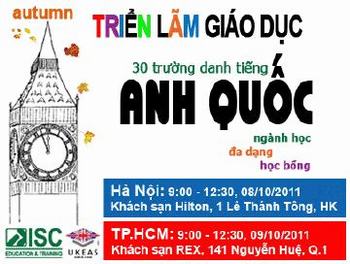 autumn
TRIỂN LÃM GIÁO DỤC
30 trường danh tiếng
ANH QUỐC
ngành học
đa dạng
học bổng
Hà Nội: 9:00 - 12:30, 08/10/2011
Khách sạn Hilton, 1 Lê Thánh Tông, HK
TP.HCM: 9:00 - 12:30, 09/10/2011
Khách sạn REX, 141 Nguyễn Huệ, Q.1
ISC
EDUCATION & TRAINING
UKEAS